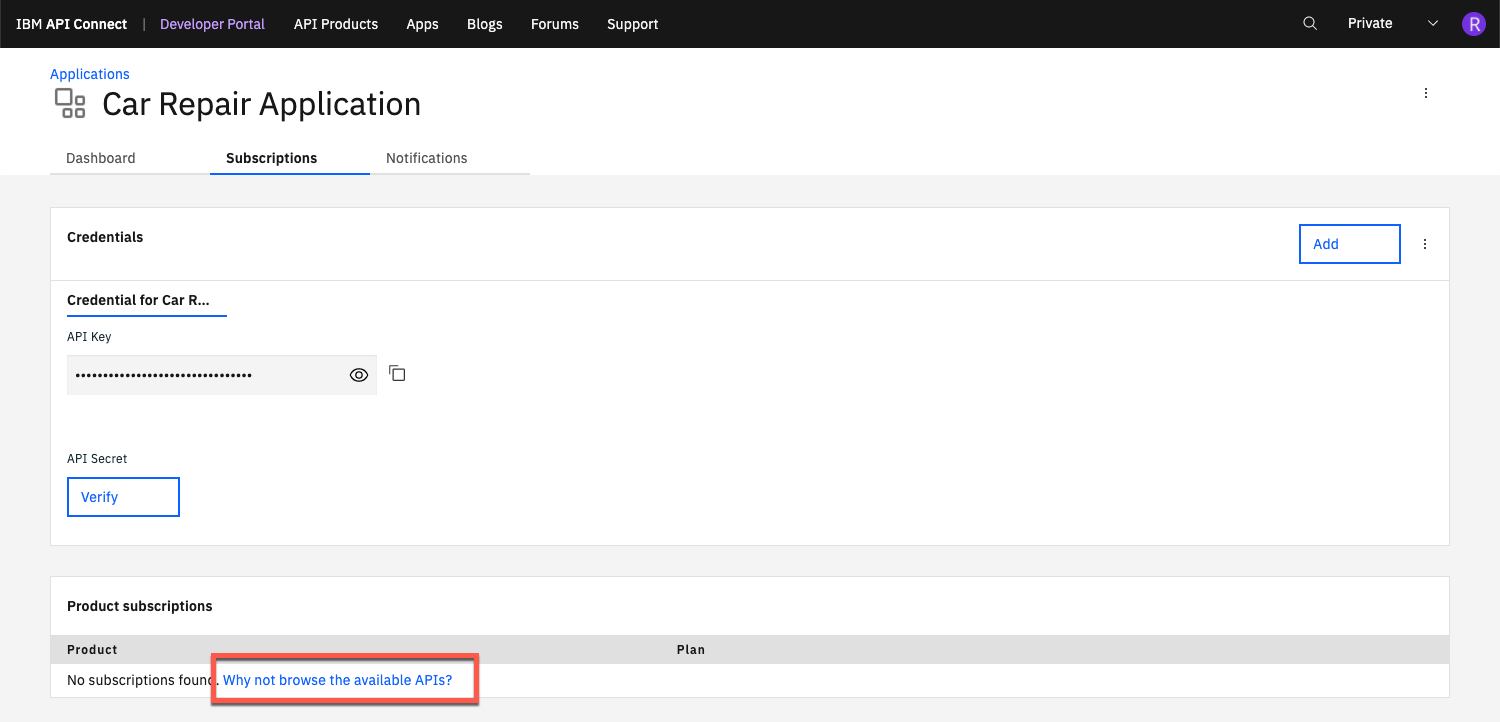 IBM API Connect | Developer Portal API Products Apps Blogs Forums Support Private R
Applications
Car Repair Application
Dashboard Subscriptions Notifications
Credentials Add
Credential for Car R...
API Key
••••••••••••••••••••••••••••••••
API Secret
Verify
Product subscriptions
Product Plan
No subscriptions found. Why not browse the available APIs?